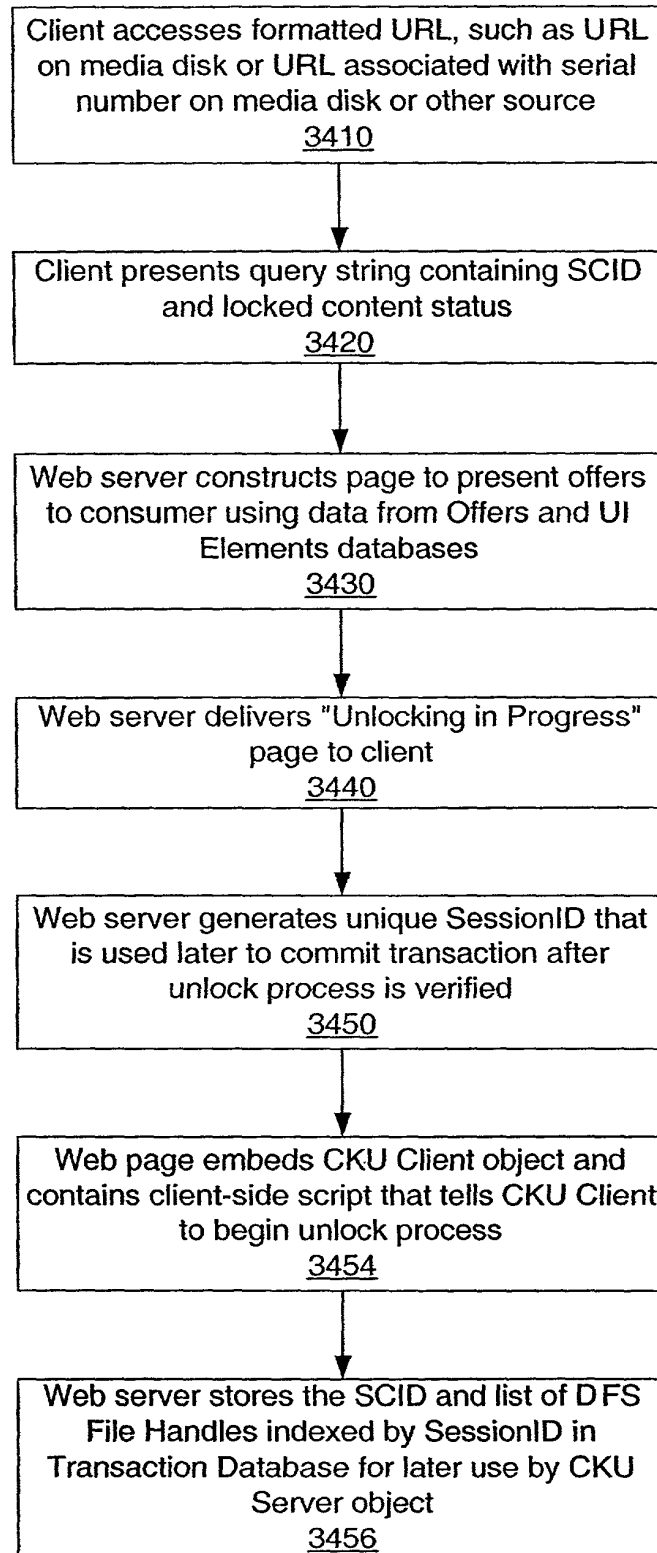 Client accesses formatted URL, such as URL
on media disk or URL associated with serial
number on media disk or other source
3410
Client presents query string containing SCID
and locked content status
3420
Web server constructs page to present offers
to consumer using data from Offers and UI
Elements databases
3430
Web server delivers "Unlocking in Progress"
page to client
3440
Web server generates unique SessionID that
is used later to commit transaction after
unlock process is verified
3450
Web page embeds CKU Client object and
contains client-side script that tells CKU Client
to begin unlock process
3454
Web server stores the SCID and list of DFS
File Handles indexed by SessionID in
Transaction Database for later use by CKU
Server object
3456